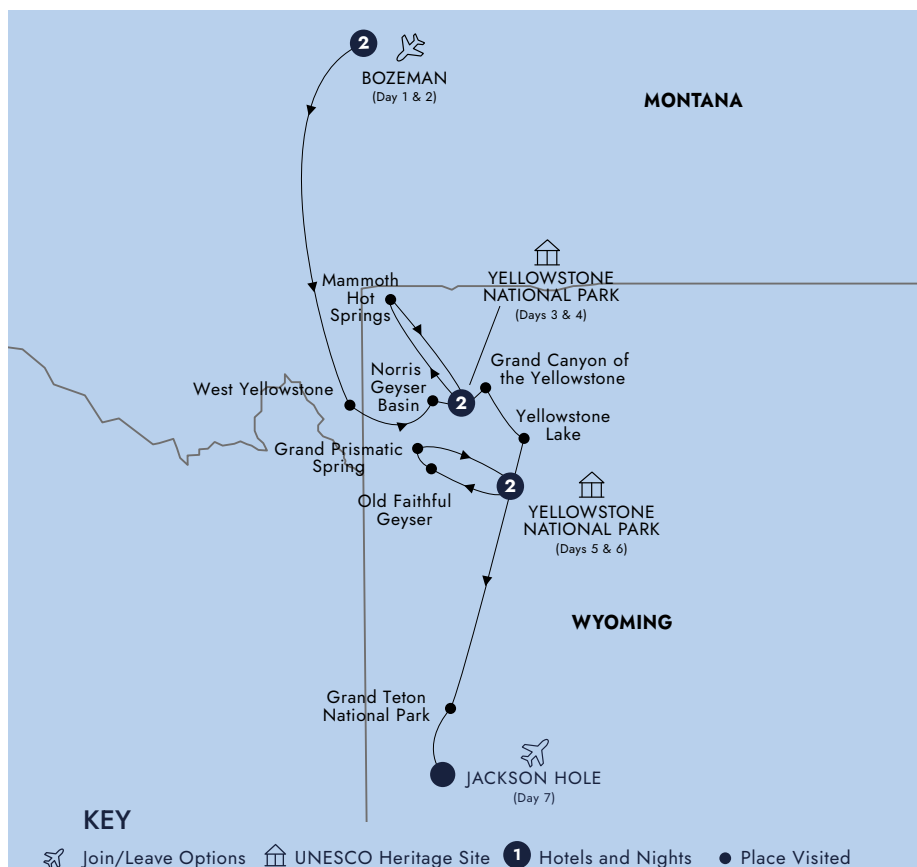 2
BOZEMAN
(Day 1 & 2)
MONTANA
YELLOWSTONE
NATIONAL PARK
(Days 3 & 4)
Mammoth
Hot
Springs
Grand Canyon of
the Yellowstone
Norris
Geyser
Basin
2
West Yellowstone
Yellowstone
Lake
Grand Prismatic
Spring
2
Old Faithful
Geyser
YELLOWSTONE
NATIONAL PARK
(Days 5 & 6)
WYOMING
Grand Teton
National Park
JACKSON HOLE
(Day 7)
KEY
Join/Leave Options UNESCO Heritage Site 1 Hotels and Nights Place Visited